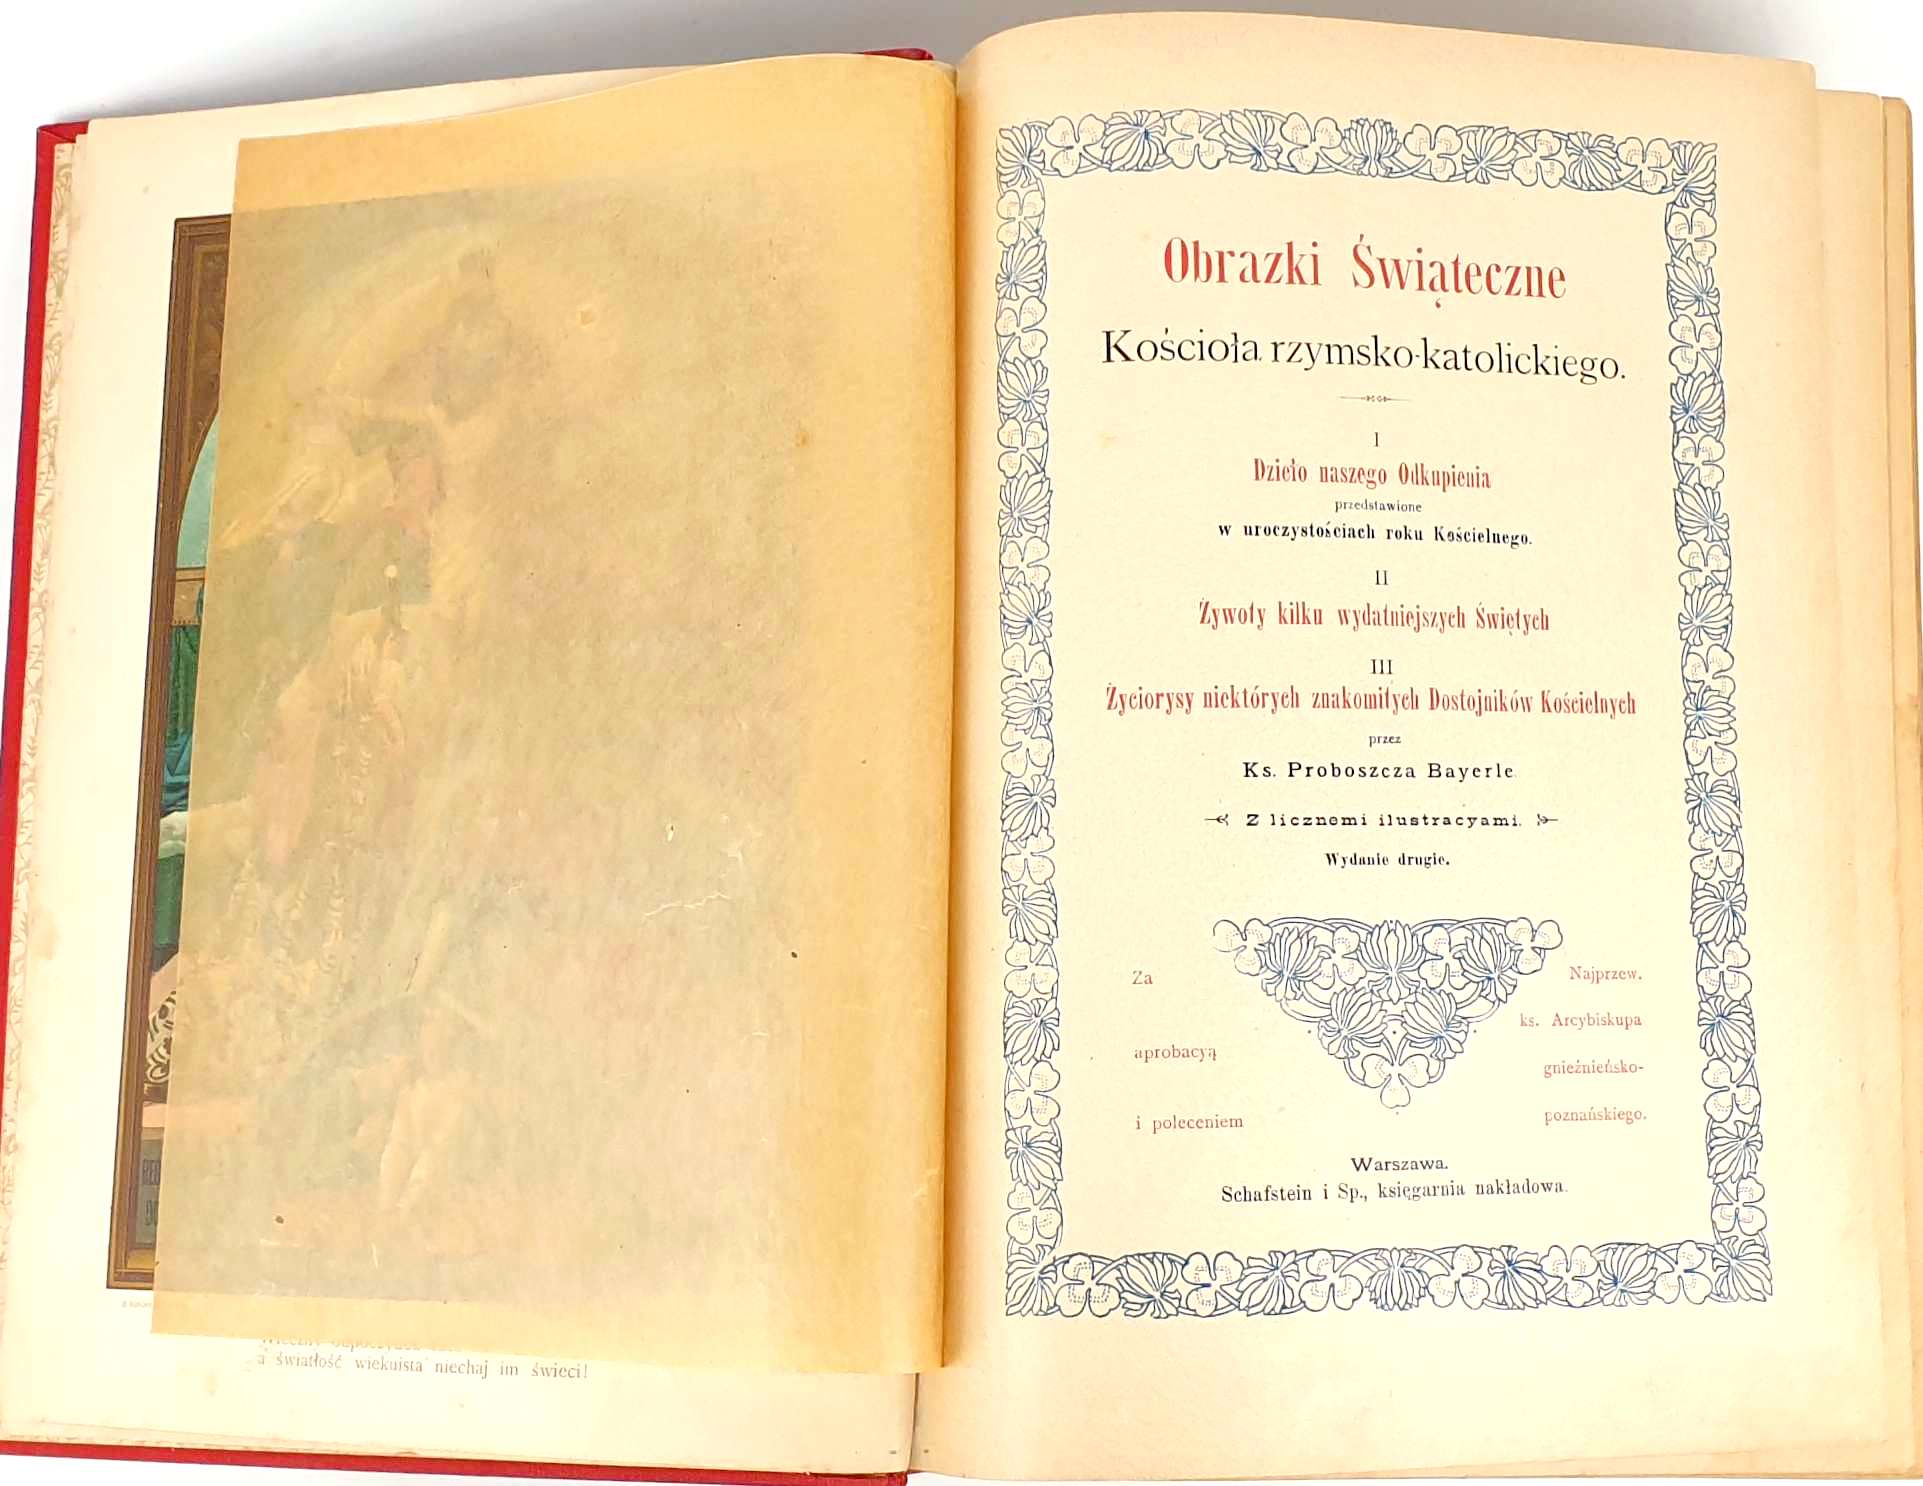 a światłość wiekuista niechaj im świeci!
Obrazki Świąteczne
Kościoła rzymsko-katolickiego.
I
Dzieło naszego Odkupienia
przedstawione
w uroczystościach roku Kościelnego.
II
Żywoty kilku wydatniejszych Świętych
III
Życiorysy niektórych znakomitych Dostojników Kościelnych
przez
Ks. Proboszcza Bayerle.
Z licznemi ilustracyami.
Wydanie drugie.
Za
aprobacyą
i poleceniem
Najprzew.
ks. Arcybiskupa
gnieźnieńsko-
poznańskiego.
Warszawa.
Schafstein i Sp., księgarnia nakładowa.